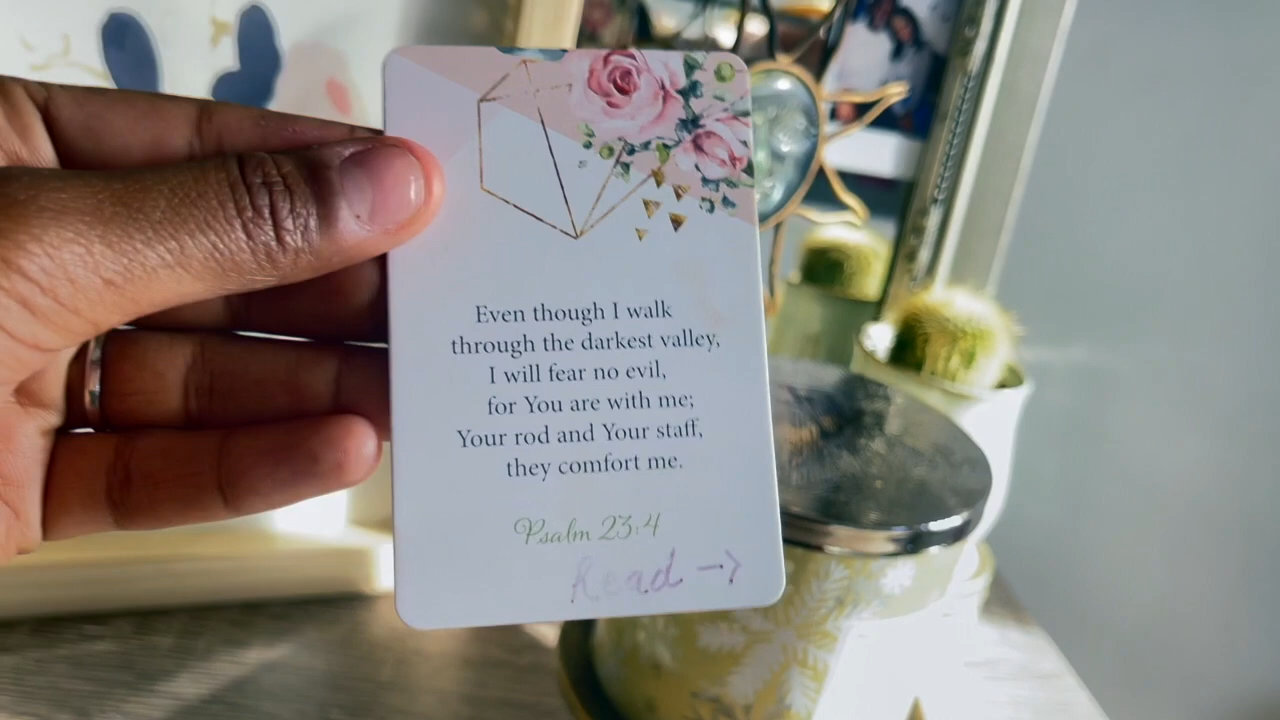 Even though I walk
through the darkest valley,
I will fear no evil,
for You are with me;
Your rod and Your staff,
they comfort me.
Psalm 23:4
Read →